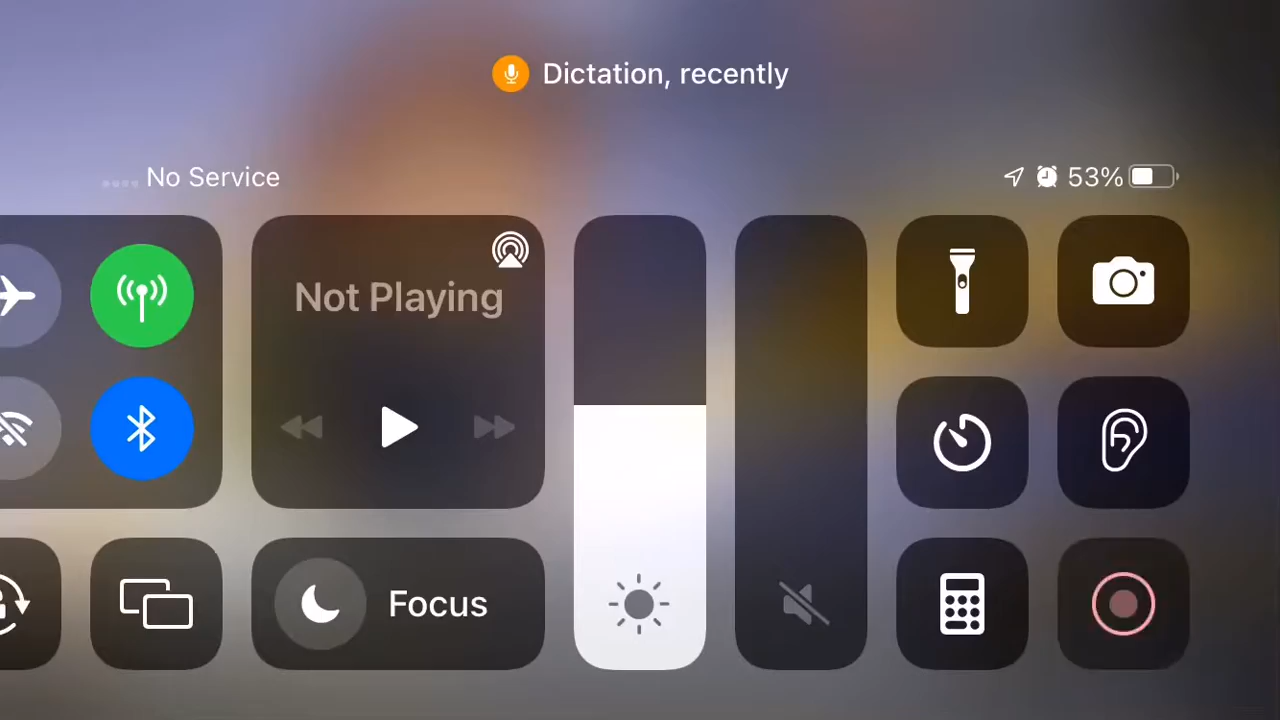 Dictation, recently
No Service
53%
Not Playing
Focus